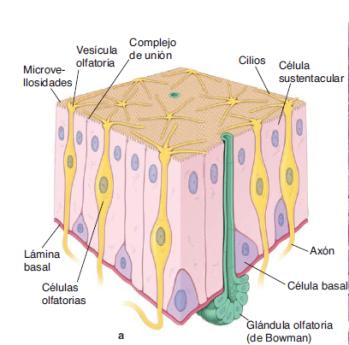 Microve-
llosidades
Vesicula
olfatoria
Complejo
de unión
Cilios
Célula
sustentacular
Lámina
basal
Células
olfatorias
Axón
Célula basal
Glándula olfatoria
(de Bowman)
a